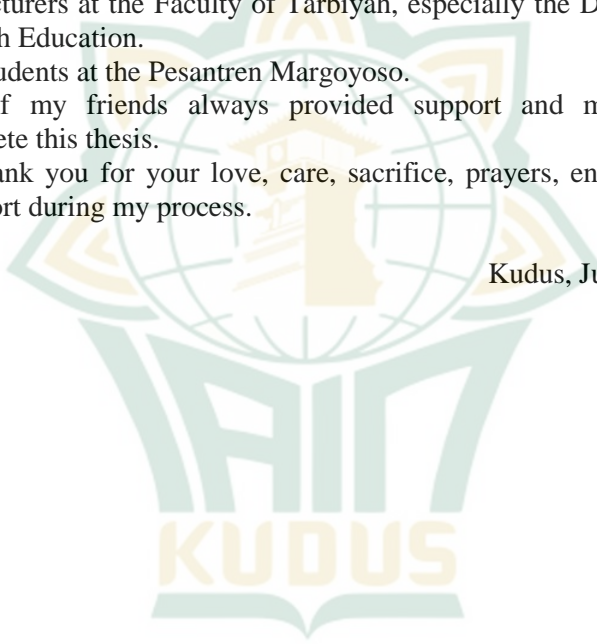 cturers at the Faculty of Tarbiyah, especially the D
h Education.
udents at the Pesantren Margoyoso.
f my friends always provided support and m
ete this thesis.
ank you for your love, care, sacrifice, prayers, en
ort during my process.
Kudus, Ju
IAIN
KUDUS